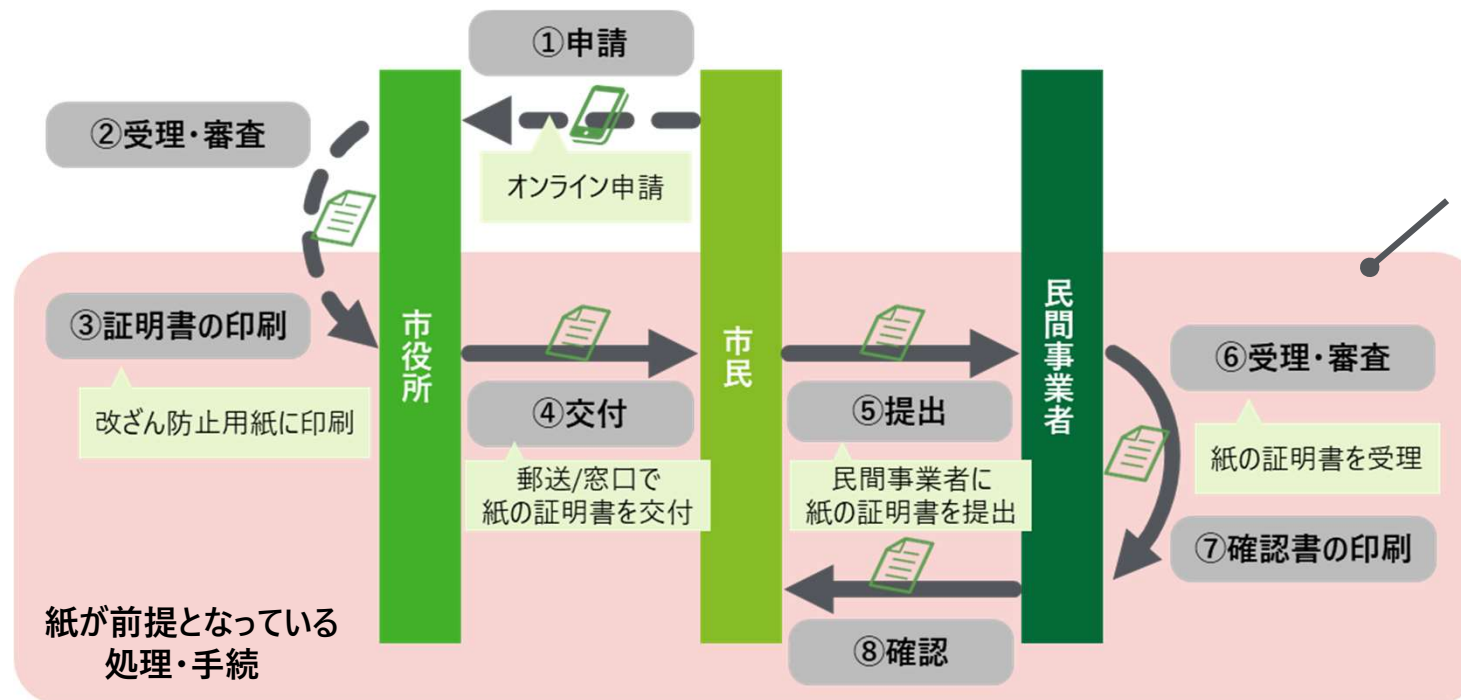 ①申請
②受理・審査
オンライン申請
③証明書の印刷
改ざん防止用紙に印刷
市役所
④交付
郵送/窓口で
紙の証明書を交付
市民
⑤提出
民間事業者に
紙の証明書を提出
民間事業者
⑥受理・審査
紙の証明書を受理
⑦確認書の印刷
⑧確認
紙が前提となっている
処理・手続